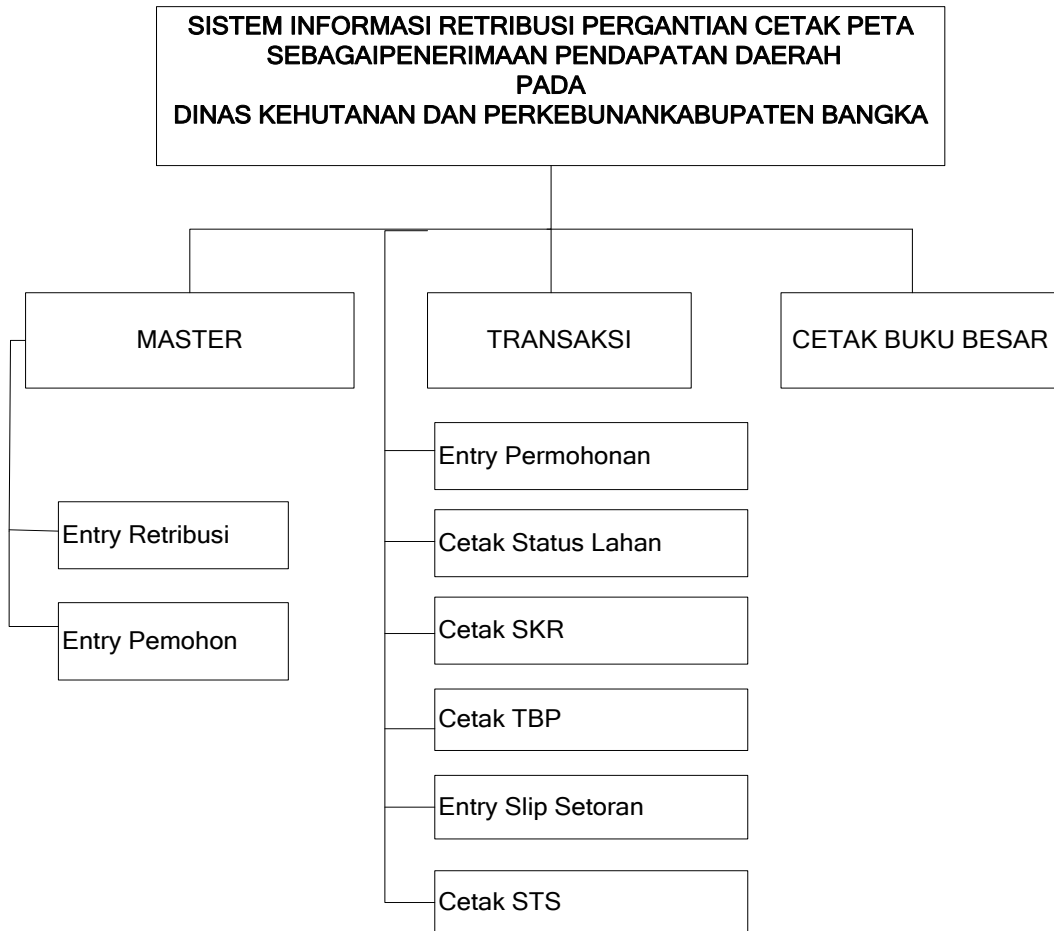 SISTEM INFORMASI RETRIBUSI PERGANTIAN CETAK PETA
SEBAGAIPENERIMAAN PENDAPATAN DAERAH
PADA
DINAS KEHUTANAN DAN PERKEBUNANKABUPATEN BANGKA
MASTER
TRANSAKSI
CETAK BUKU BESAR
Entry Retribusi
Entry Pemohon
Entry Permohonan
Cetak Status Lahan
Cetak SKR
Cetak TBP
Entry Slip Setoran
Cetak STS